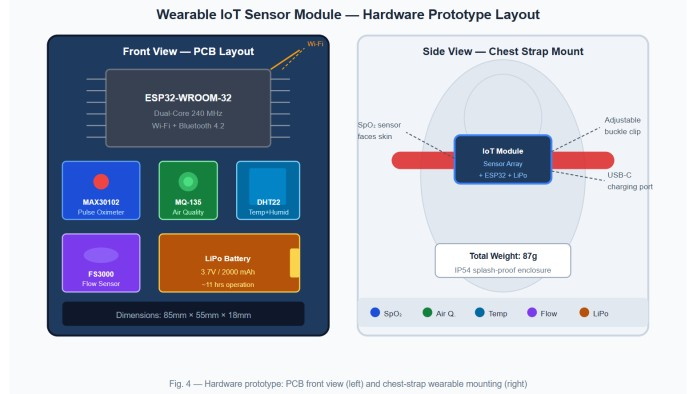 Wearable IoT Sensor Module — Hardware Prototype Layout
Front View — PCB Layout
Wi-Fi
ESP32-WROOM-32
Dual-Core 240 MHz
Wi-Fi + Bluetooth 4.2
MAX30102
Pulse Oximeter
MQ-135
Air Quality
DHT22
Temp+Humid
FS3000
Flow Sensor
LiPo Battery
3.7V / 2000 mAh
~11 hrs operation
Dimensions: 85mm × 55mm × 18mm
Side View — Chest Strap Mount
SpO₂ sensor
faces skin
Adjustable
buckle clip
IoT Module
Sensor Array
+ ESP32 + LiPo
USB-C
charging port
Total Weight: 87g
IP54 splash-proof enclosure
SpO₂
Air Q.
Temp
Flow
LiPo
Fig. 4 — Hardware prototype: PCB front view (left) and chest-strap wearable mounting (right)